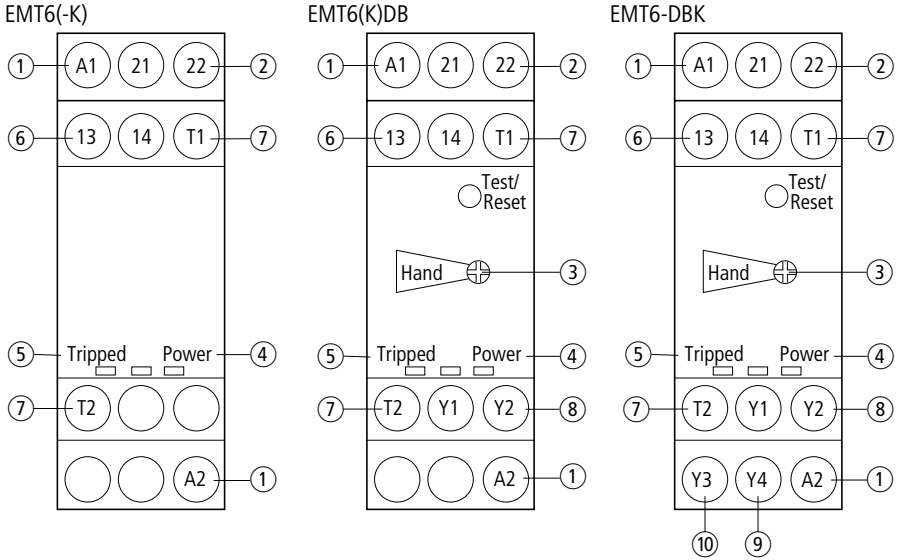 EMT6(-K) EMT6(K)DB EMT6-DBK
1 A1 21 22 2 1 A1 21 22 2 1 A1 21 22 2
6 13 14 T1 7 6 13 14 T1 7 6 13 14 T1 7
Test/ Test/
Reset Reset
Hand 3 Hand 3
5 Tripped Power 4 5 Tripped Power 4 5 Tripped Power 4
7 T2 7 T2 Y1 Y2 8 7 T2 Y1 Y2 8
A2 1 A2 1 Y3 Y4 A2 1
10 9